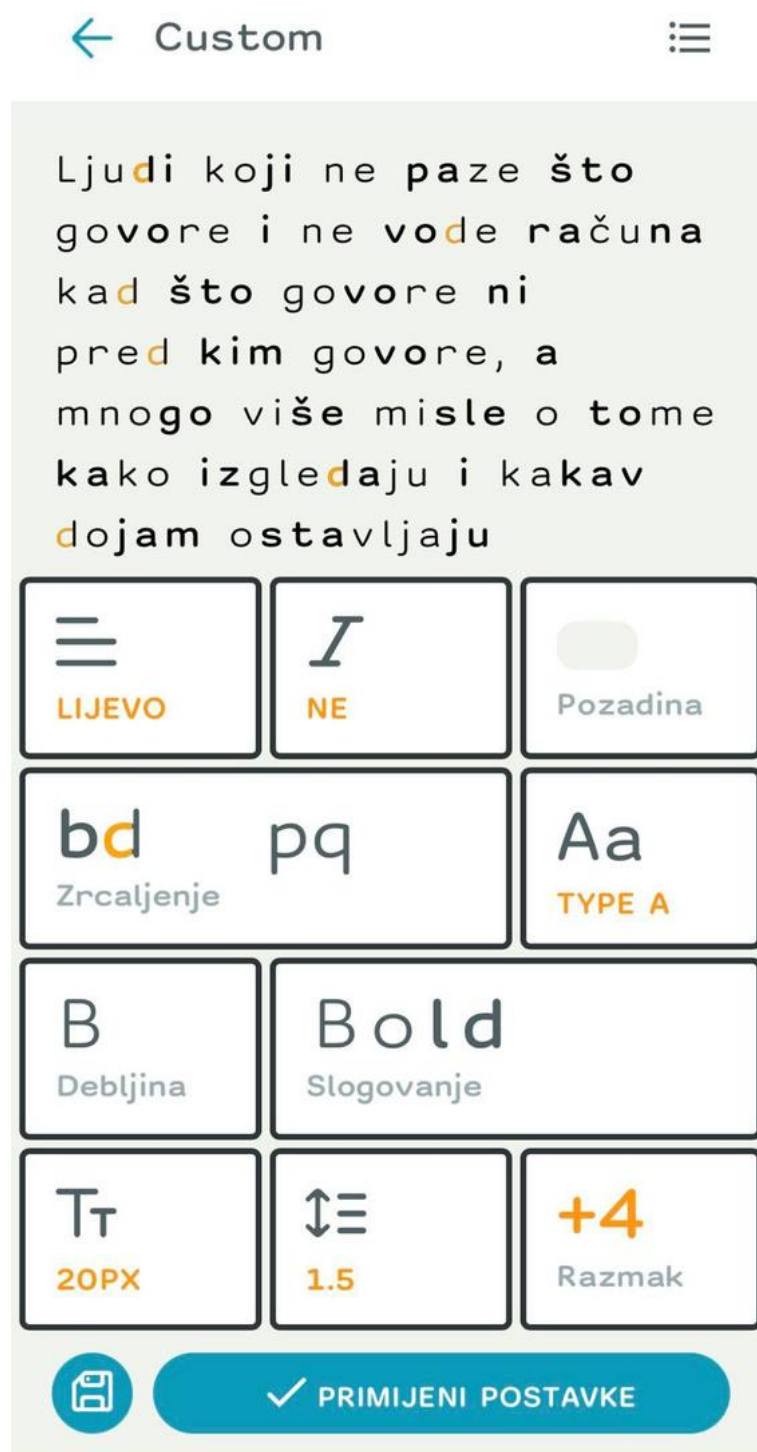 Custom
Ljudi koji ne paze što
govore i ne vode računa
kad što govore ni
pred kim govore, a
mnogo više misle o tome
kako izgledaju i kakav
dojam ostavljaju
LIJEVO
NE
Pozadina
bd pq
Zrcaljenje
Aa
TYPE A
B
Debljina
Bold
Slogovanje
TT
20PX
1.5
+4
Razmak
PRIMIJENI POSTAVKE